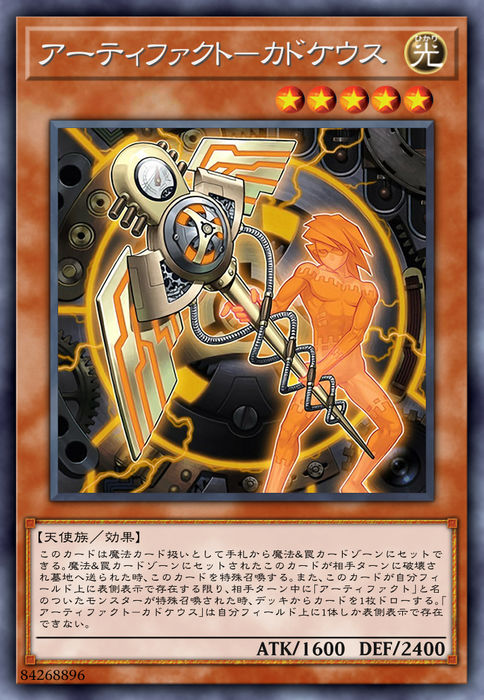 アーティファクトーカドケウス
光
ひかり
【天使族/効果】
このカードは魔法カード扱いとして手札から魔法&罠カードゾーンにセットで
きる。魔法&罠カードゾーンにセットされたこのカードが相手ターンに破壊さ
れ墓地へ送られた時、このカードを特殊召喚する。また、このカードが自分フィ
ールド上に表側表示で存在する限り、相手ターン中に「アーティファクト」と名
のついたモンスターが特殊召喚された時、デッキからカードを1枚ドローする。「
アーティファクトーカドケウス」は自分フィールド上に1体しか表側表示で存在
できない。
ATK/1600 DEF/2400
84268896